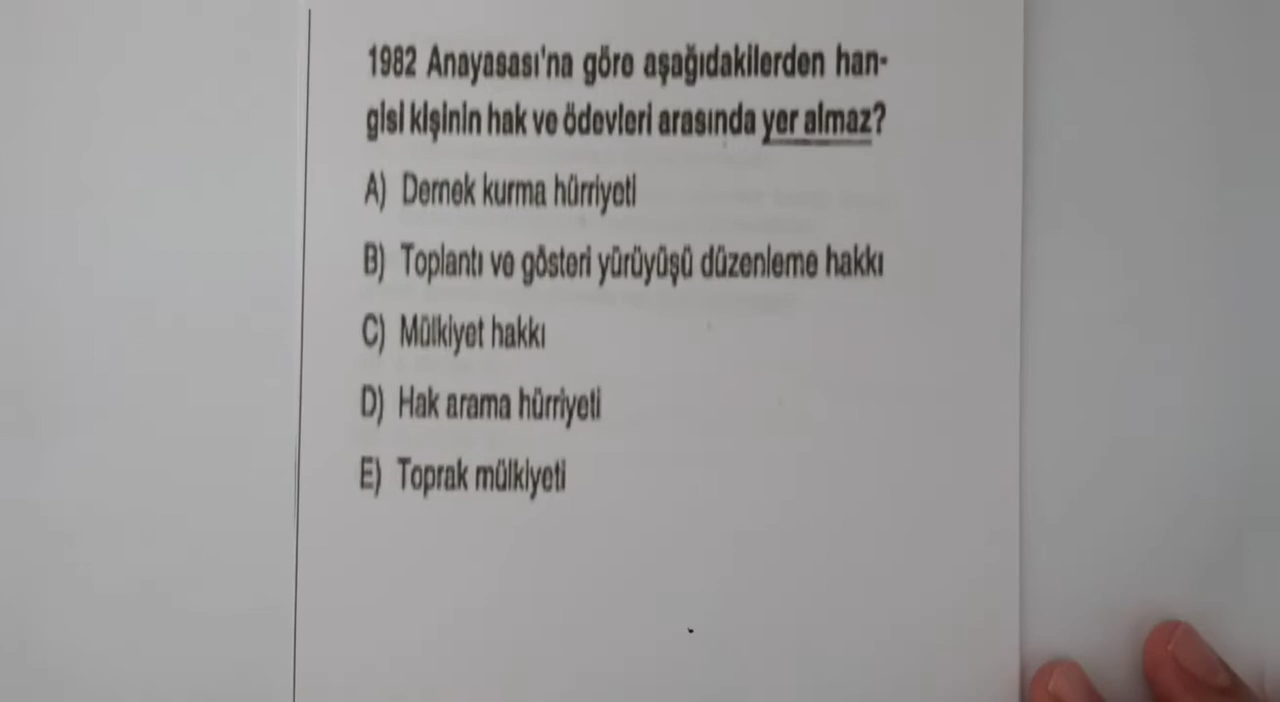 1982 Anayasası'na göre aşağıdakilerden han-
gisi kişinin hak ve ödevleri arasında yer almaz?
A) Dernek kurma hürriyeti
B) Toplantı ve gösteri yürüyüşü düzenleme hakkı
C) Mülkiyet hakkı
D) Hak arama hürriyeti
E) Toprak mülkiyeti